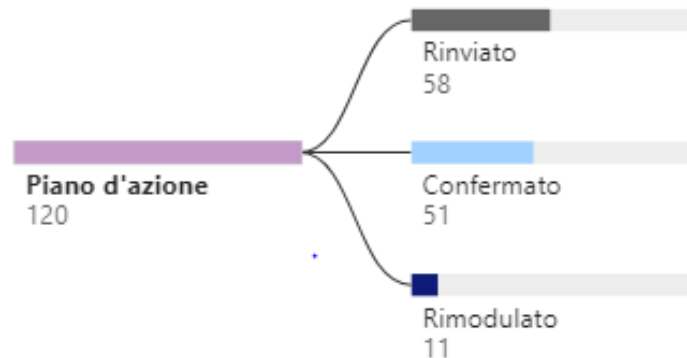 Rinviato
58
Piano d'azione
120
Confermato
51
Rimodulato
11